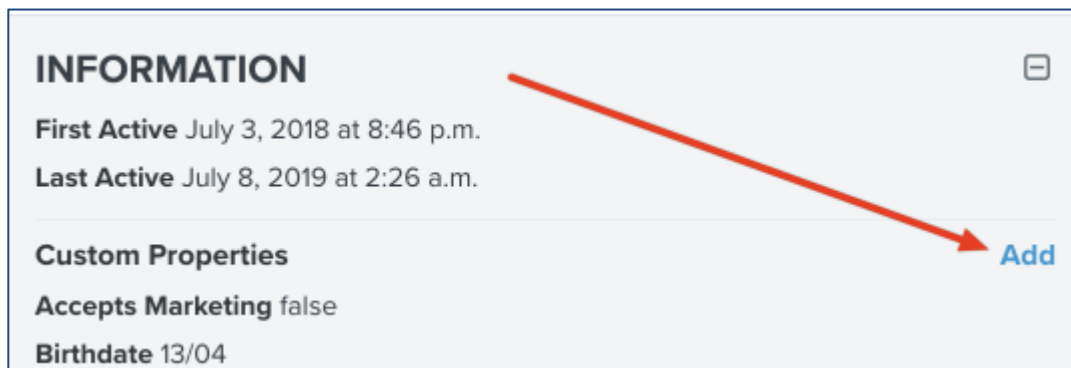 INFORMATION
First Active July 3, 2018 at 8:46 p.m.
Last Active July 8, 2019 at 2:26 a.m.
Custom Properties Add
Accepts Marketing false
Birthdate 13/04